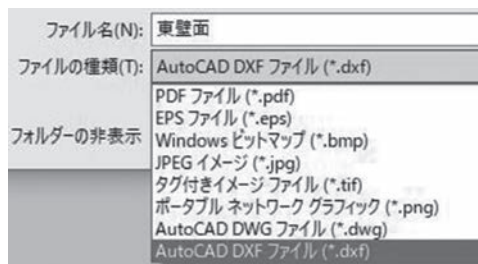 ファイル名(N): 東壁面
ファイルの種類(T): AutoCAD DXF ファイル (*.dxf)
PDF ファイル (*.pdf)
EPS ファイル (*.eps)
フォルダーの非表示 Windows ビットマップ (*.bmp)
JPEG イメージ (*.jpg)
タグ付きイメージ ファイル (*.tif)
ポータブル ネットワーク グラフィック (*.png)
AutoCAD DWG ファイル (*.dwg)
AutoCAD DXF ファイル (*.dxf)